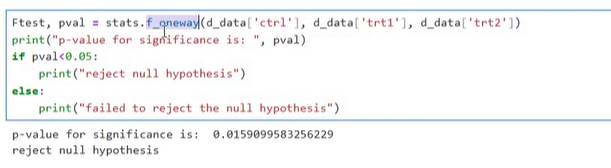 Ftest, pval = stats.f_oneway(d_data['ctrl'], d_data['trt1'], d_data['trt2'])
print("p-value for significance is: ", pval)
if pval<0.05:
    print("reject null hypothesis")
else:
    print("failed to reject the null hypothesis")
p-value for significance is:  0.0159099583256229
reject null hypothesis